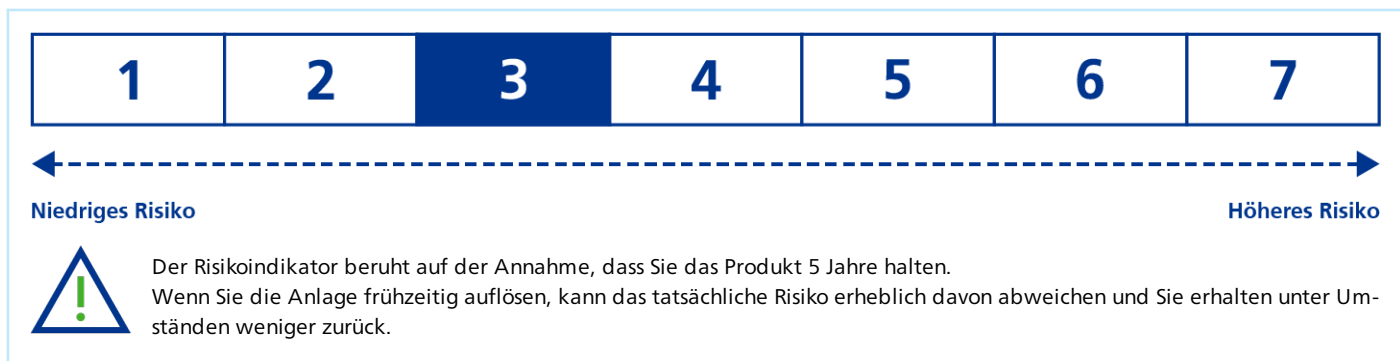 1 2 3 4 5 6 7
Niedriges Risiko Höheres Risiko
Der Risikoindikator beruht auf der Annahme, dass Sie das Produkt 5 Jahre halten.
Wenn Sie die Anlage frühzeitig auflösen, kann das tatsächliche Risiko erheblich davon abweichen und Sie erhalten unter Um-
ständen weniger zurück.